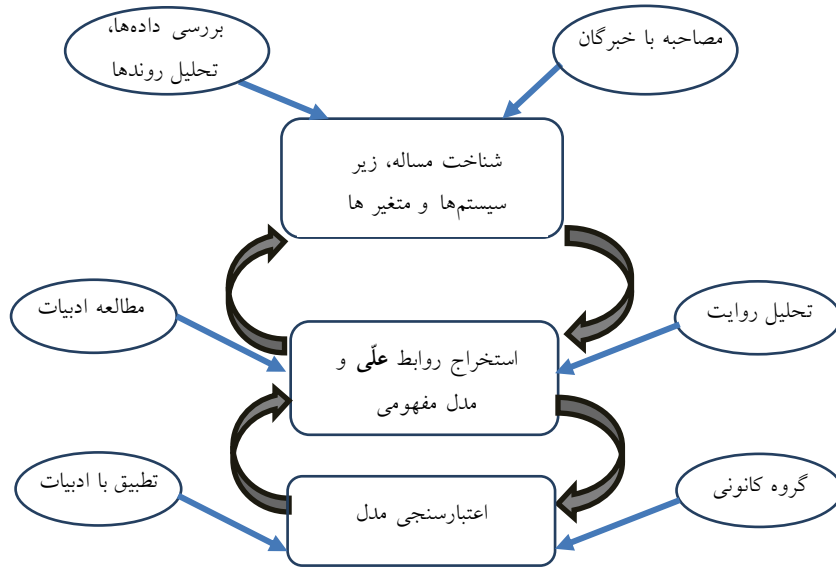 مصاحبه با خبرگان
بررسی داده‌ها،
تحلیل روندها
شناخت مساله، زیر
سیستم‌ها و متغیر ها
تحلیل روایت
مطالعه ادبیات
استخراج روابط علّی و
مدل مفهومی
گروه کانونی
تطبیق با ادبیات
اعتبارسنجی مدل